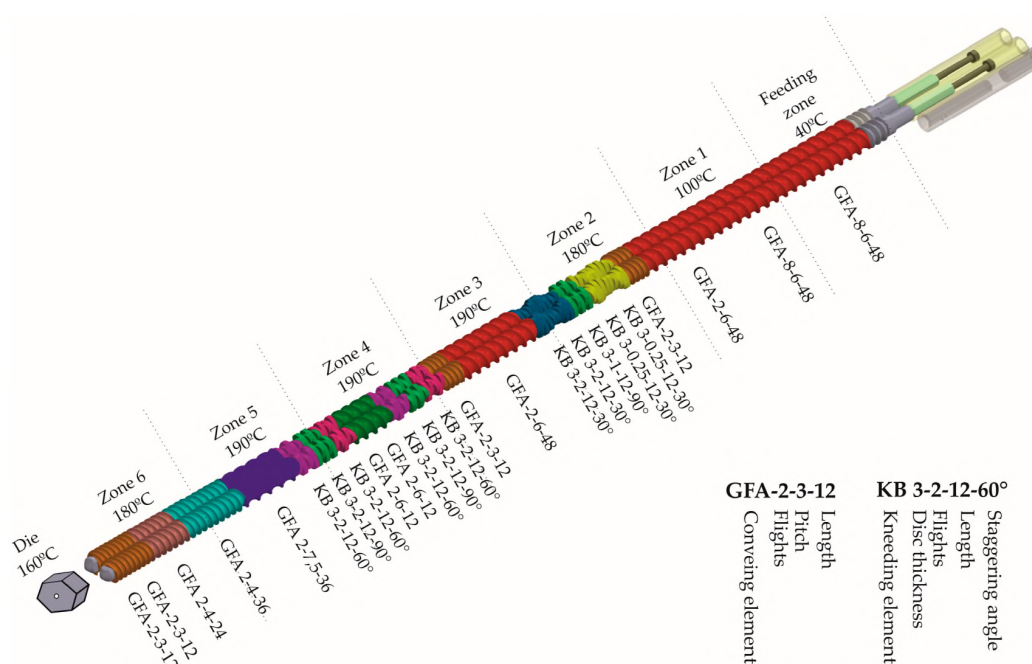 Feeding
zone
40ºC
Zone 1
100ºC
Zone 2
180ºC
Zone 3
190ºC
Zone 4
190ºC
Zone 5
190ºC
Zone 6
180ºC
Die
160ºC
GFA-8-6-48
GFA-8-6-48
GFA-2-6-48
GFA-2-3-12
KB 3-0.25-12-30°
KB 3-0.25-12-30°
KB 3-1-12-90°
KB 3-2-12-30°
KB 3-2-12-30°
GFA-2-6-48
GFA-2-3-12
KB 3-2-12-60°
KB 3-2-12-90°
KB 3-2-12-60°
GFA 2-6-12
GFA 2-6-12
KB 3-2-12-60°
KB 3-2-12-90°
KB 3-2-12-60°
GFA 2-7,5-36
GFA 2-4-36
GFA 2-4-24
GFA-2-3-12
GFA-2-3-12
Length
Pitch
Flights
Conveing element
KB 3-2-12-60°
Staggering angle
Length
Flights
Disc thickness
Kneeding element